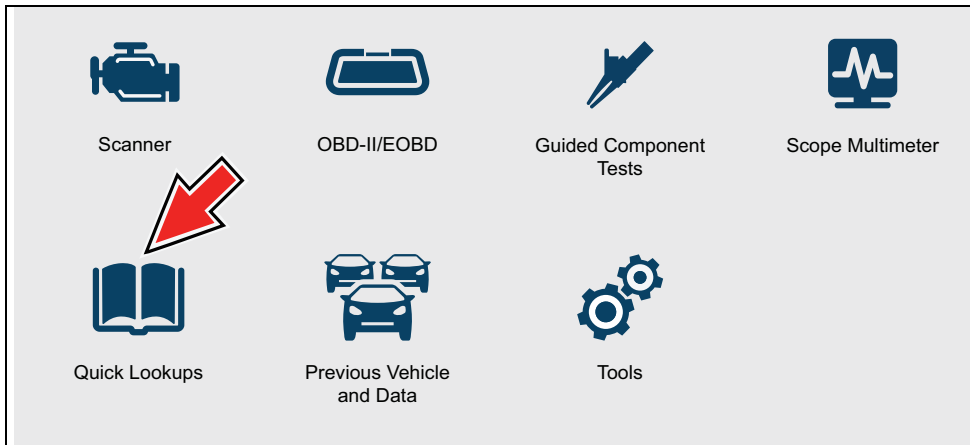 Scanner
OBD-II/EOBD
Guided Component
Tests
Scope Multimeter
Quick Lookups
Previous Vehicle
and Data
Tools